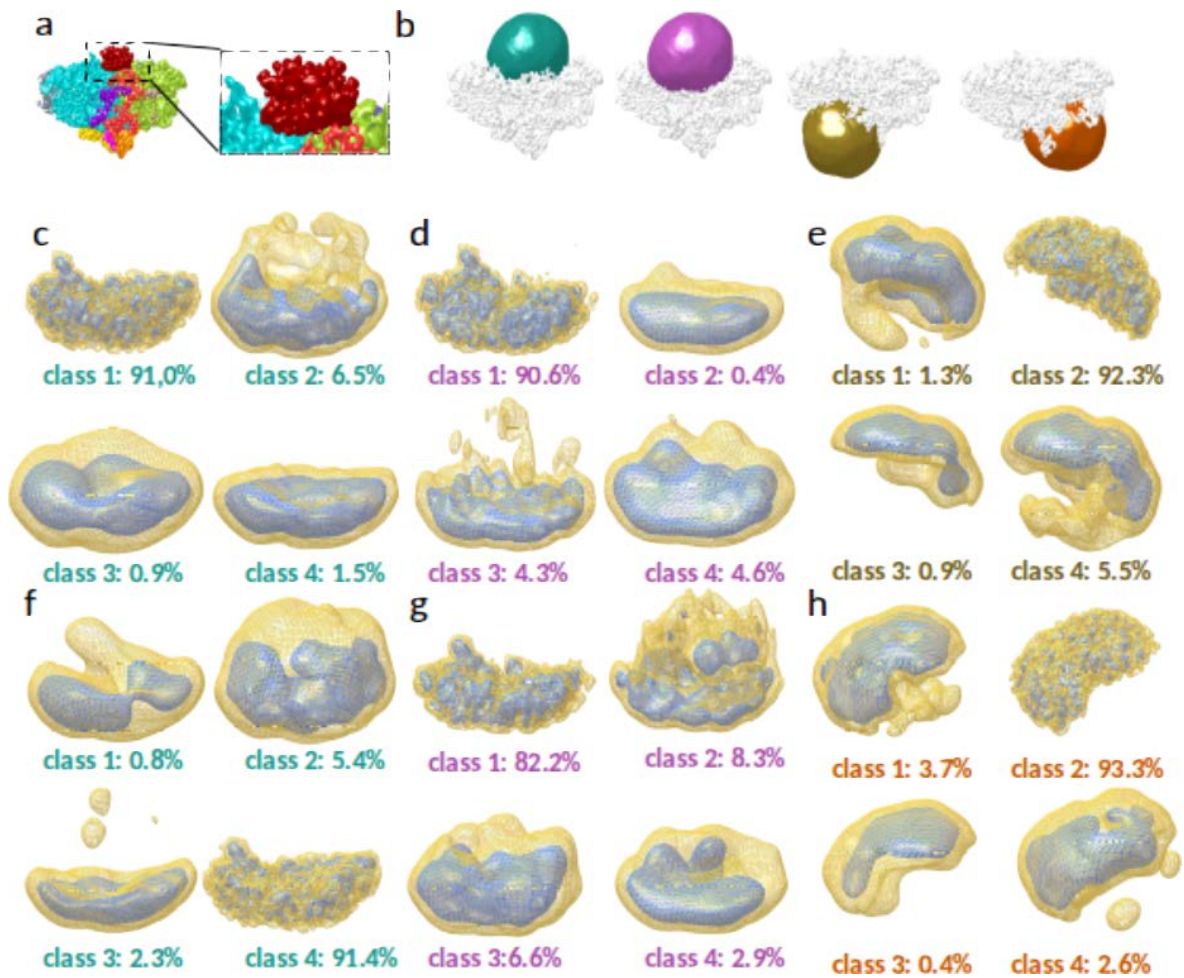 a b
c d e
class 1: 91,0% class 2: 6.5% class 1: 90.6% class 2: 0.4% class 1: 1.3% class 2: 92.3%
class 3: 0.9% class 4: 1.5% class 3: 4.3% class 4: 4.6% class 3: 0.9% class 4: 5.5%
f g h
class 1: 0.8% class 2: 5.4% class 1: 82.2% class 2: 8.3% class 1: 3.7% class 2: 93.3%
class 3: 2.3% class 4: 91.4% class 3:6.6% class 4: 2.9% class 3: 0.4% class 4: 2.6%